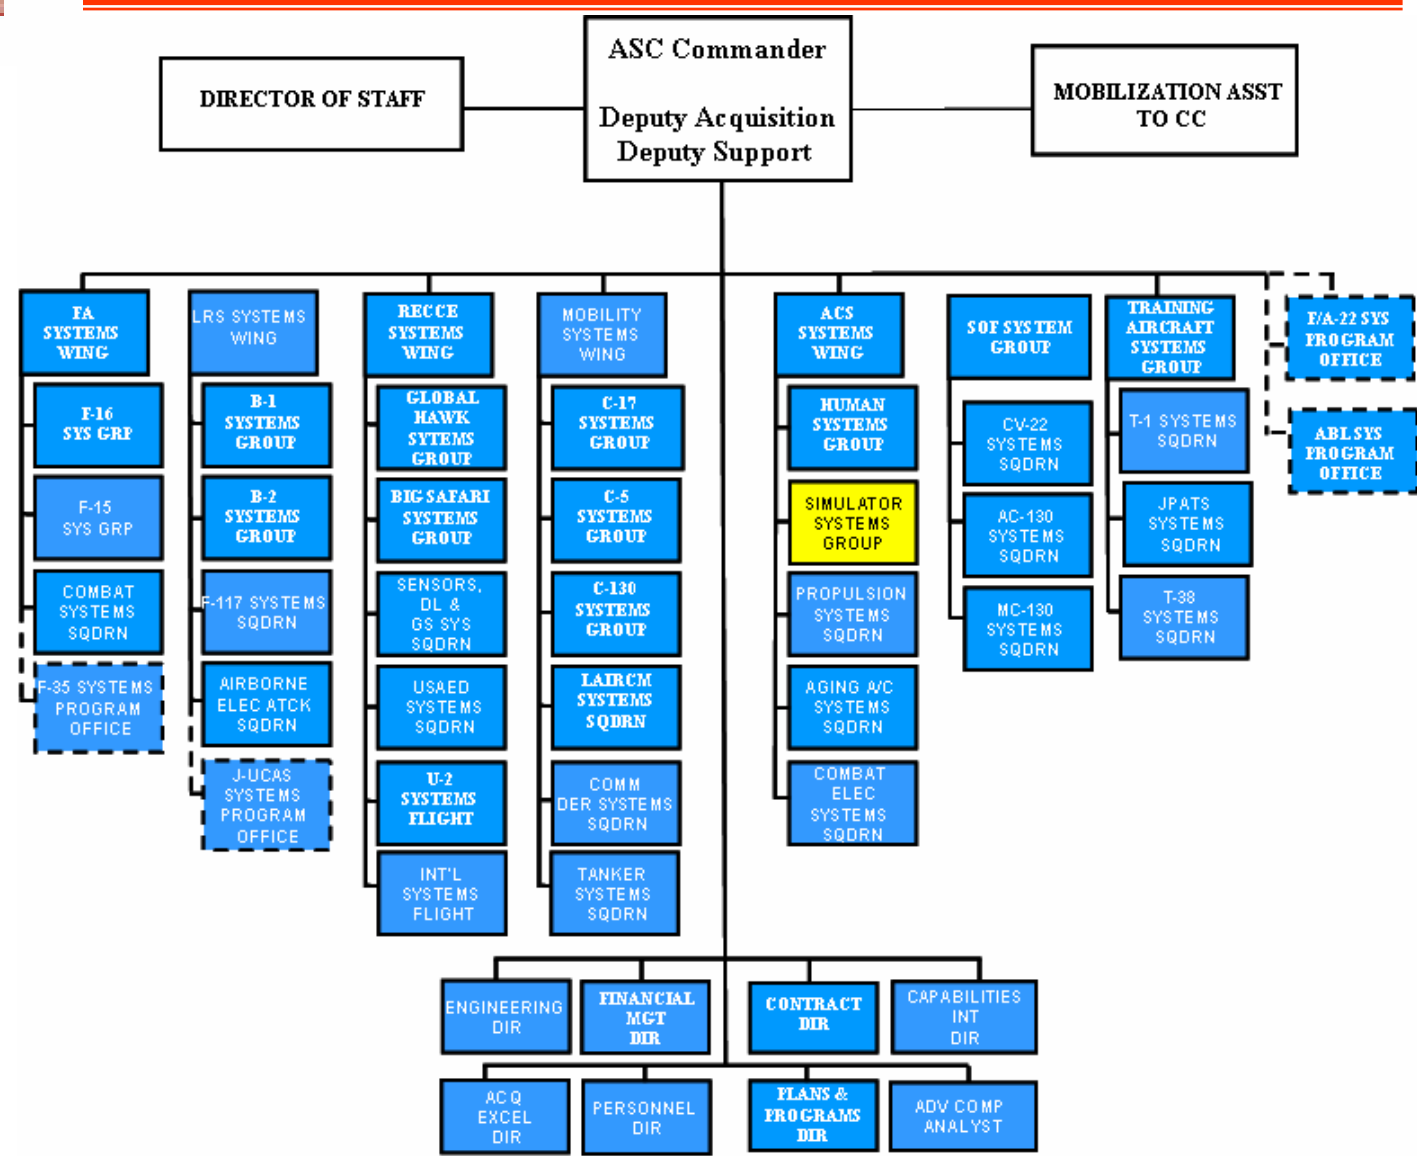 ASC Commander
Deputy Acquisition
Deputy Support
DIRECTOR OF STAFF
MOBILIZATION ASST
TO CC
FA
SYSTEMS
WING
F-16
SYS GRP
F-15
SYS GRP
COMBAT
SYSTEMS
SQDRN
F-35 SYSTEMS
PROGRAM
OFFICE
LRS SYSTEMS
WING
B-1
SYSTEMS
GROUP
B-2
SYSTEMS
GROUP
F-117 SYSTEMS
SQDRN
AIRBORNE
ELEC ATCK
SQDRN
J-UCAS
SYSTEMS
PROGRAM
OFFICE
RECCE
SYSTEMS
WING
GLOBAL
HAWK
SYTEMS
GROUP
BIG SAFARI
SYSTEMS
GROUP
SENSORS,
DL &
GS SYS
SQDRN
USAED
SYSTEMS
SQDRN
U-2
SYSTEMS
FLIGHT
INT'L
SYSTEMS
FLIGHT
MOBILITY
SYSTEMS
WING
C-17
SYSTEMS
GROUP
C-5
SYSTEMS
GROUP
C-130
SYSTEMS
GROUP
LAIRCM
SYSTEMS
SQDRN
COMM
DER SYSTEMS
SQDRN
TANKER
SYSTEMS
SQDRN
ACS
SYSTEMS
WING
HUMAN
SYSTEMS
GROUP
SIMULATOR
SYSTEMS
GROUP
PROPULSION
SYSTEMS
SQDRN
AGING A/C
SYSTEMS
SQDRN
COMBAT
ELEC
SYSTEMS
SQDRN
SOF SYSTEM
GROUP
CV-22
SYSTEMS
SQDRN
AC-130
SYSTEMS
SQDRN
MC-130
SYSTEMS
SQDRN
TRAINING
AIRCRAFT
SYSTEMS
GROUP
T-1 SYSTEMS
SQDRN
JPATS
SYSTEMS
SQDRN
T-38
SYSTEMS
SQDRN
F/A-22 SYS
PROGRAM
OFFICE
ABL SYS
PROGRAM
OFFICE
ENGINEERING
DIR
FINANCIAL
MGT
DIR
CONTRACT
DIR
CAPABILITIES
INT
DIR
ACQ
EXCEL
DIR
PERSONNEL
DIR
PLANS &
PROGRAMS
DIR
ADV COMP
ANALYST